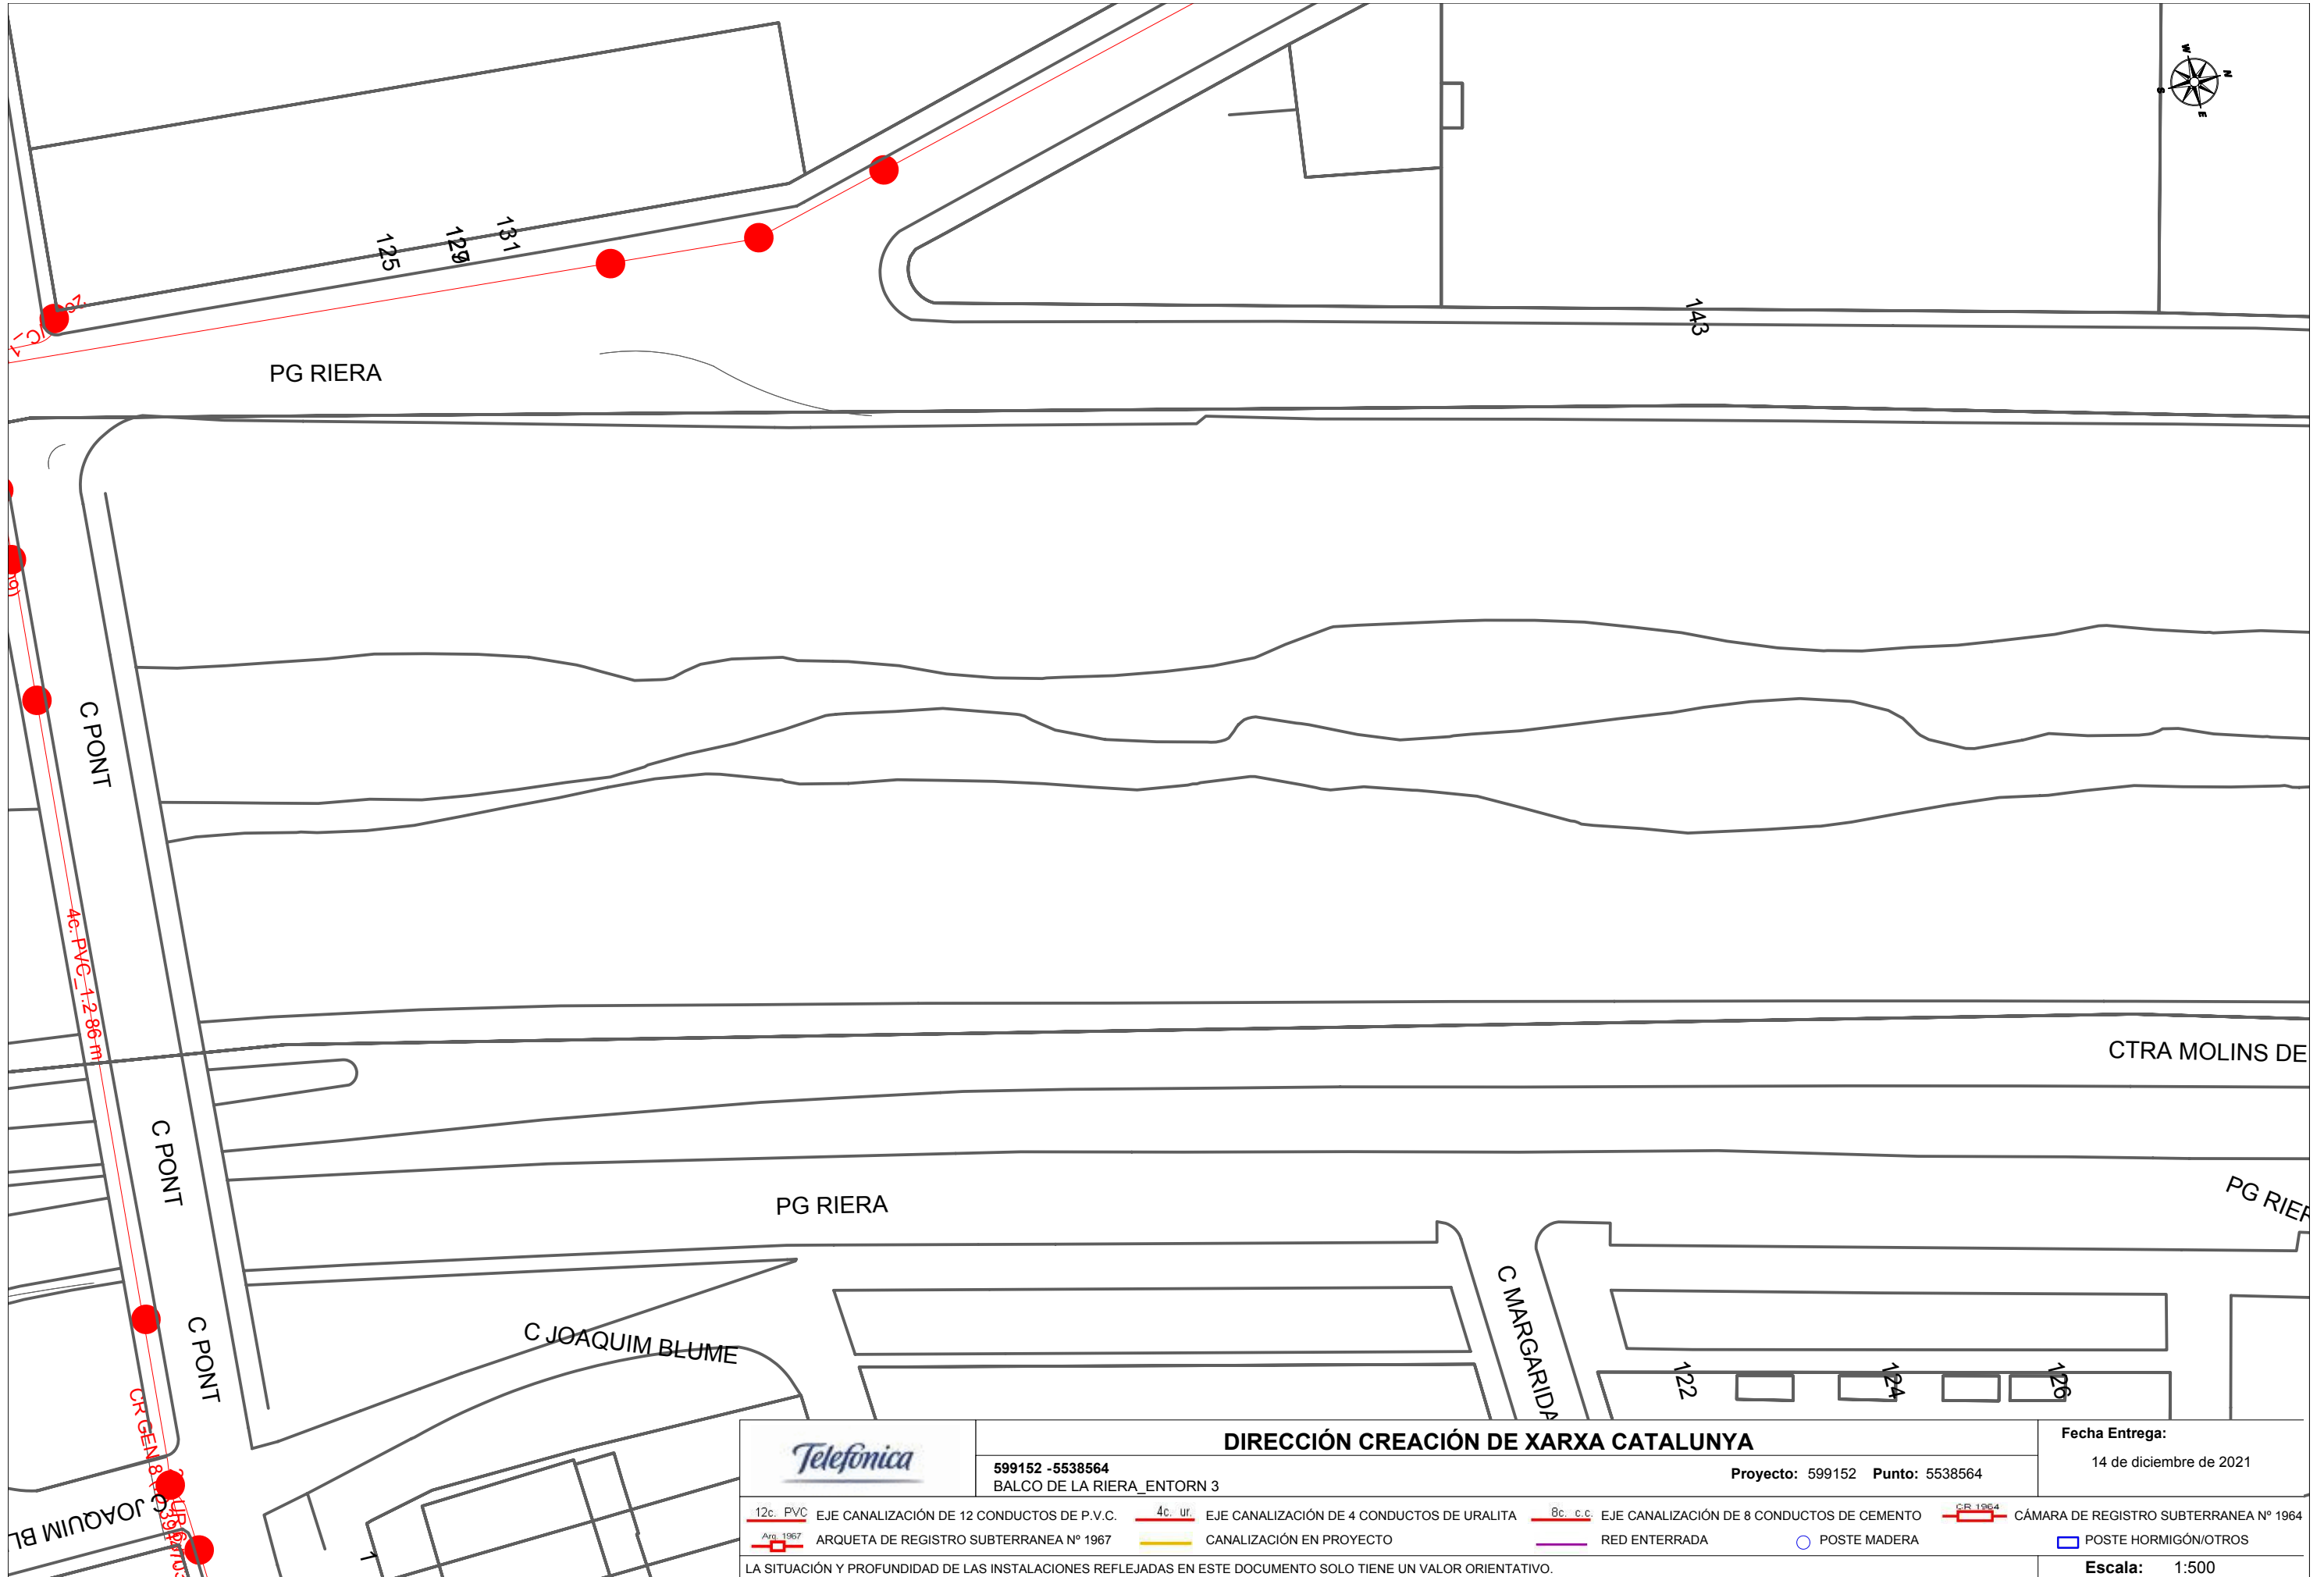 W
N
S
E
125
131
143
PG RIERA
C PONT
4c. PVC_1.2 86 m
CTRA MOLINS DE
C PONT
PG RIERA
PG RIER
C PONT
C JOAQUIM BLUME
C MARGARIDA
122
124
126
CR GEN 8
C JOAQUIM BL
1
Telefónica
DIRECCIÓN CREACIÓN DE XARXA CATALUNYA
599152 -5538564
BALCO DE LA RIERA_ENTORN 3
Proyecto: 599152 Punto: 5538564
Fecha Entrega:
14 de diciembre de 2021
12c. PVC EJE CANALIZACIÓN DE 12 CONDUCTOS DE P.V.C. 4c. ur. EJE CANALIZACIÓN DE 4 CONDUCTOS DE URALITA 8c. c.c. EJE CANALIZACIÓN DE 8 CONDUCTOS DE CEMENTO CR 1964 CÁMARA DE REGISTRO SUBTERRANEA Nº 1964
Arq. 1967 ARQUETA DE REGISTRO SUBTERRANEA Nº 1967 CANALIZACIÓN EN PROYECTO RED ENTERRADA POSTE MADERA POSTE HORMIGÓN/OTROS
LA SITUACIÓN Y PROFUNDIDAD DE LAS INSTALACIONES REFLEJADAS EN ESTE DOCUMENTO SOLO TIENE UN VALOR ORIENTATIVO.
Escala: 1:500